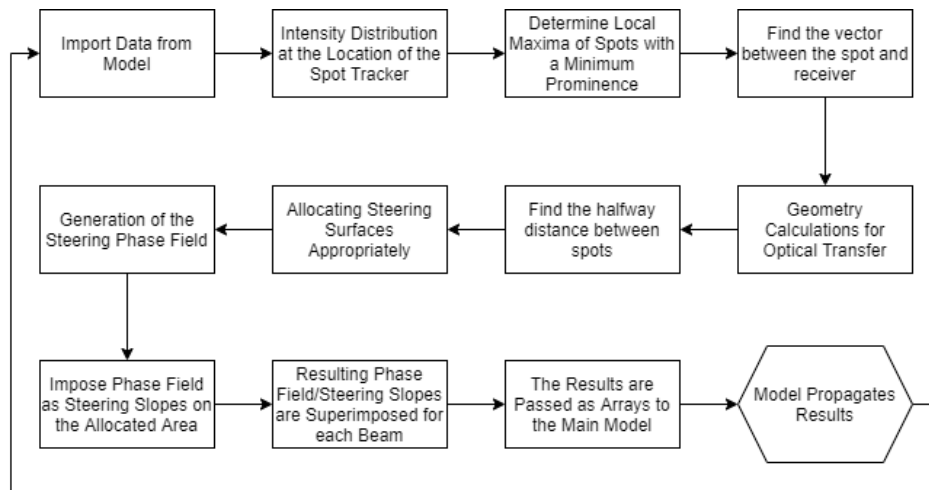 Import Data from
Model
Intensity Distribution
at the Location of the
Spot Tracker
Determine Local
Maxima of Spots with
a Minimum
Prominence
Find the vector
between the spot and
receiver
Geometry
Calculations for
Optical Transfer
Find the halfway
distance between
spots
Allocating Steering
Surfaces
Appropriately
Generation of the
Steering Phase Field
Impose Phase Field
as Steering Slopes on
the Allocated Area
Resulting Phase
Field/Steering Slopes
are Superimposed for
each Beam
The Results are
Passed as Arrays to
the Main Model
Model Propagates
Results